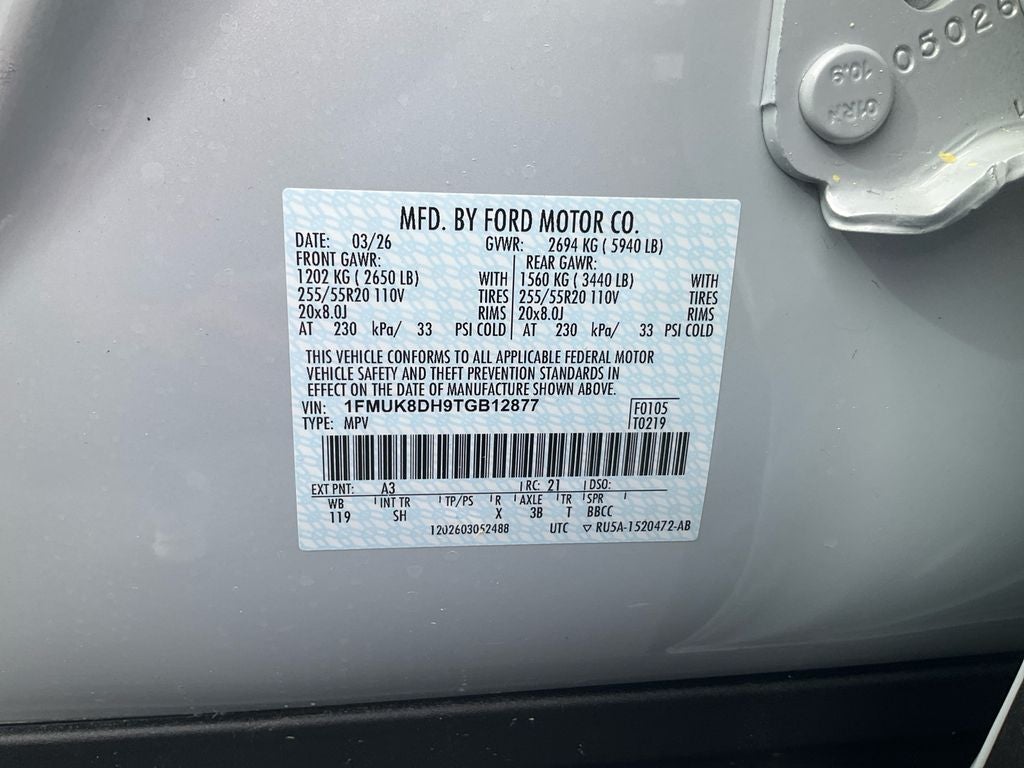 050260
10.9
01RN
MFD. BY FORD MOTOR CO.
DATE: 03/26 GVWR: 2694 KG ( 5940 LB)
FRONT GAWR: REAR GAWR:
1202 KG ( 2650 LB) WITH 1560 KG ( 3440 LB) WITH
255/55R20 110V TIRES 255/55R20 110V TIRES
20x8.0J RIMS 20x8.0J RIMS
AT 230 kPa/ 33 PSI COLD AT 230 kPa/ 33 PSI COLD
THIS VEHICLE CONFORMS TO ALL APPLICABLE FEDERAL MOTOR
VEHICLE SAFETY AND THEFT PREVENTION STANDARDS IN
EFFECT ON THE DATE OF MANUFACTURE SHOWN ABOVE.
VIN: 1FMUK8DH9TGB12877 F0105
TYPE: MPV T0219
EXT PNT: A3 RC: 21 DSO:
WB INT TR TP/PS R AXLE TR SPR
119 SH X 3B T BBCC
1202603052488 UTC ▽ RU5A-1520472-AB